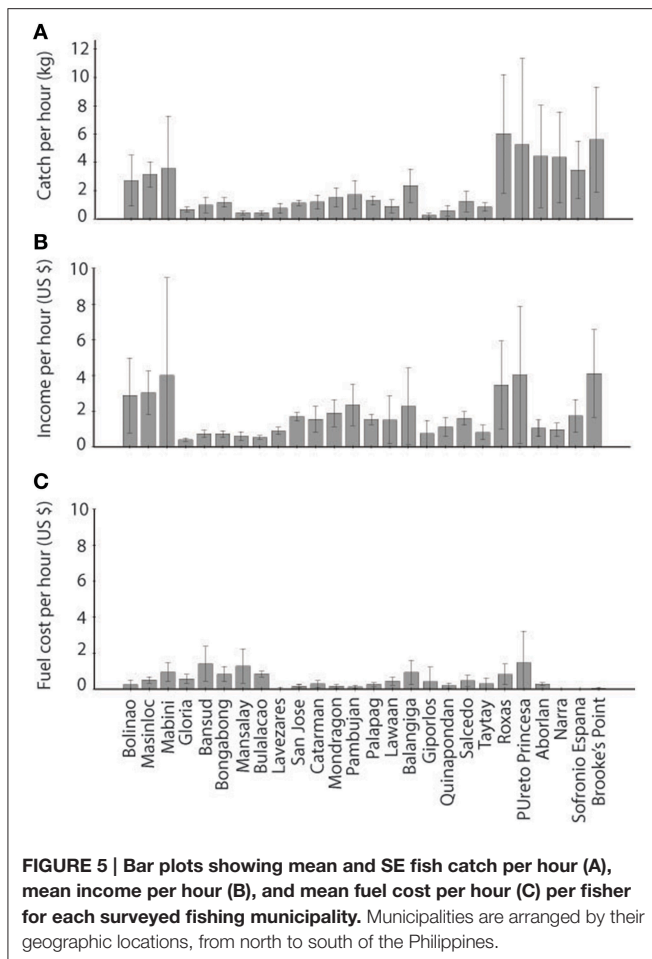 A
Catch per hour (kg)
12
10
8
6
4
2
0
B
Income per hour (US $)
10
8
6
4
2
0
C
Fuel cost per hour (US $)
10
8
6
4
2
0
Bolinao
Masinloc
Mabini
Gloria
Bansud
Bongabong
Mansalay
Bulalacao
Lavezares
San Jose
Catarman
Mondragon
Pambujan
Palapag
Lawaan
Balangiga
Giporlos
Quinapondan
Salcedo
Taytay
Roxas
PUreto Princesa
Aborlan
Narra
Sofronio Espana
Brooke's Point
FIGURE 5 | Bar plots showing mean and SE fish catch per hour (A),
mean income per hour (B), and mean fuel cost per hour (C) per fisher
for each surveyed fishing municipality. Municipalities are arranged by their
geographic locations, from north to south of the Philippines.